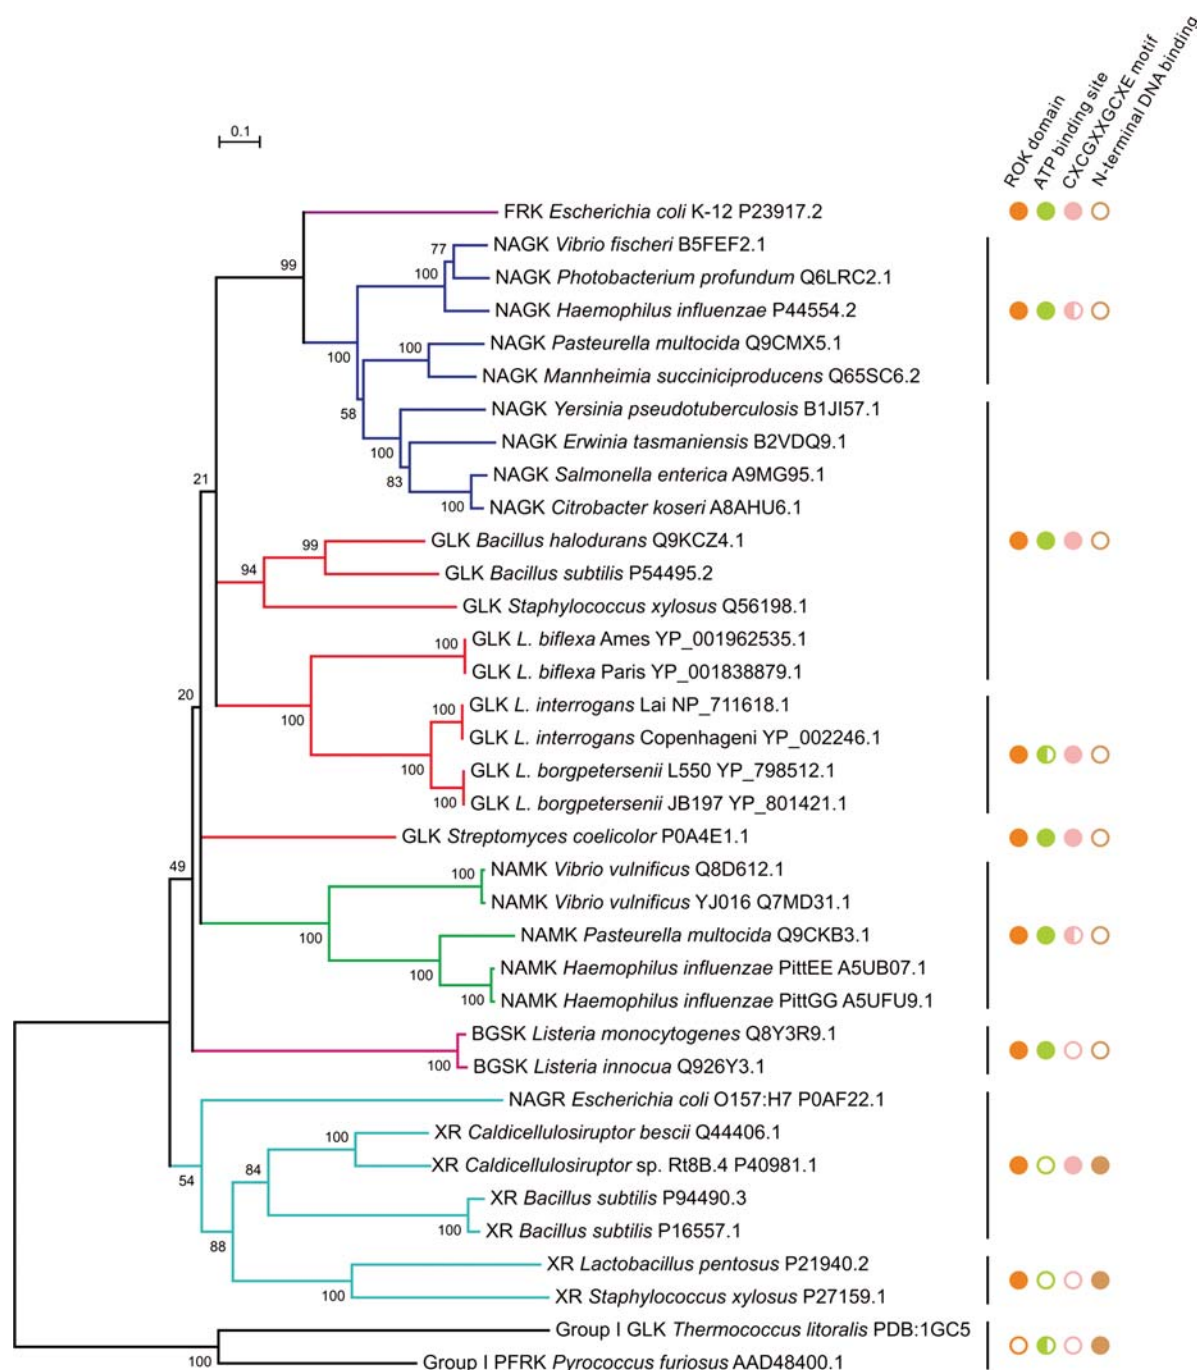 ROK domain
ATP binding site
CXCGXXGCXE motif
N-terminal DNA binding
0.1
FRK Escherichia coli K-12 P23917.2
77
NAGK Vibrio fischeri B5FEF2.1
99
100
NAGK Photobacterium profundum Q6LRC2.1
NAGK Haemophilus influenzae P44554.2
100
100
NAGK Pasteurella multocida Q9CMX5.1
NAGK Mannheimia succiniciproducens Q65SC6.2
58
NAGK Yersinia pseudotuberculosis B1JI57.1
100
NAGK Erwinia tasmaniensis B2VDQ9.1
21
83
NAGK Salmonella enterica A9MG95.1
100
NAGK Citrobacter koseri A8AHU6.1
99
GLK Bacillus halodurans Q9KCZ4.1
94
GLK Bacillus subtilis P54495.2
GLK Staphylococcus xylosus Q56198.1
100
GLK L. biflexa Ames YP_001962535.1
GLK L. biflexa Paris YP_001838879.1
20
100
100
GLK L. interrogans Lai NP_711618.1
GLK L. interrogans Copenhageni YP_002246.1
100
GLK L. borgpetersenii L550 YP_798512.1
100
GLK L. borgpetersenii JB197 YP_801421.1
GLK Streptomyces coelicolor P0A4E1.1
49
100
NAMK Vibrio vulnificus Q8D612.1
NAMK Vibrio vulnificus YJ016 Q7MD31.1
100
NAMK Pasteurella multocida Q9CKB3.1
100
NAMK Haemophilus influenzae PittEE A5UB07.1
100
NAMK Haemophilus influenzae PittGG A5UFU9.1
BGSK Listeria monocytogenes Q8Y3R9.1
100
BGSK Listeria innocua Q926Y3.1
NAGR Escherichia coli O157:H7 P0AF22.1
100
XR Caldicellulosiruptor bescii Q44406.1
54
84
XR Caldicellulosiruptor sp. Rt8B.4 P40981.1
XR Bacillus subtilis P94490.3
88
100
XR Bacillus subtilis P16557.1
XR Lactobacillus pentosus P21940.2
100
XR Staphylococcus xylosus P27159.1
Group I GLK Thermococcus litoralis PDB:1GC5
100
Group I PFRK Pyrococcus furiosus AAD48400.1